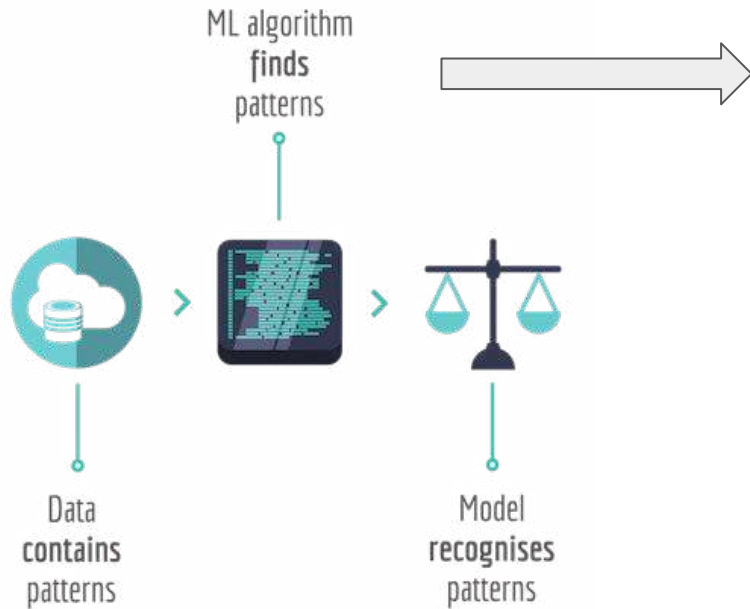 ML algorithm
finds
patterns
Data
contains
patterns
Model
recognises
patterns